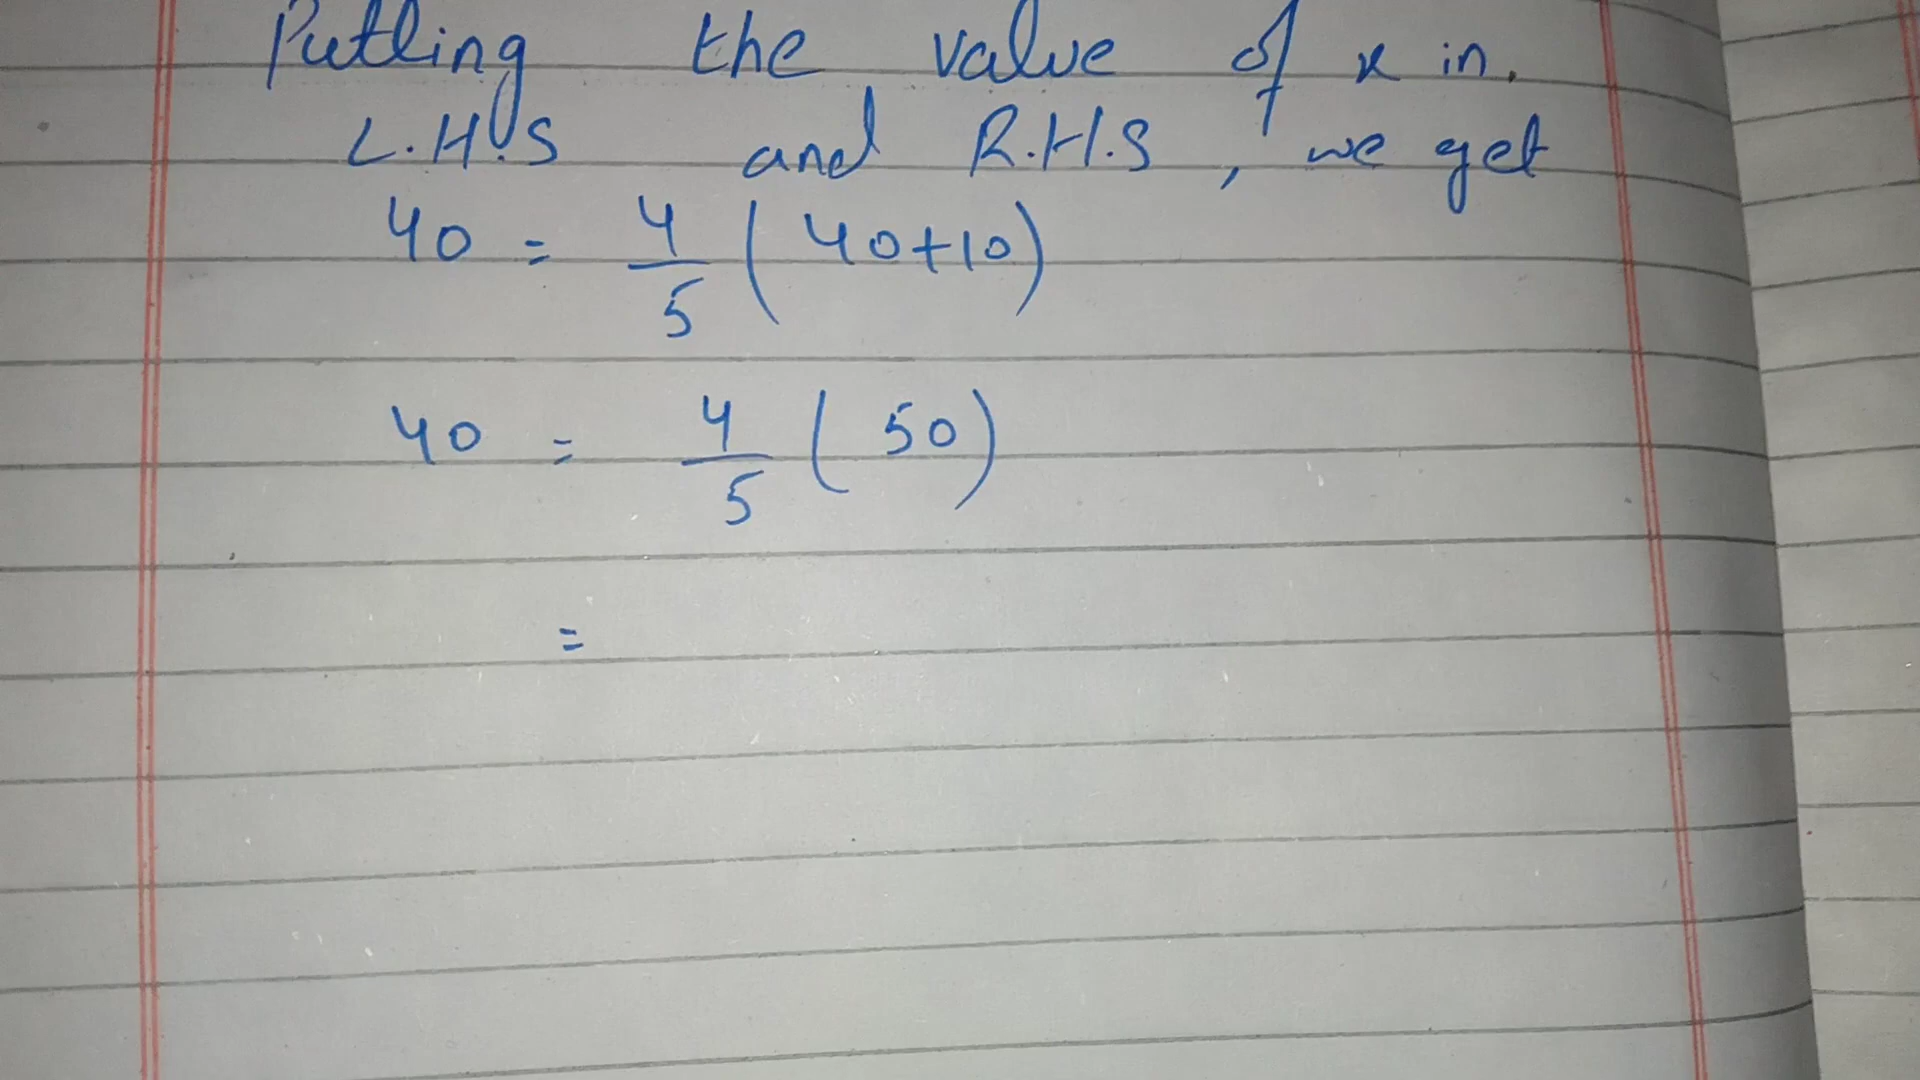 Putting the value of x in.
L.H.S and R.H.S, we get
40 = 4/5 (40+10)
40 = 4/5 (50)
=